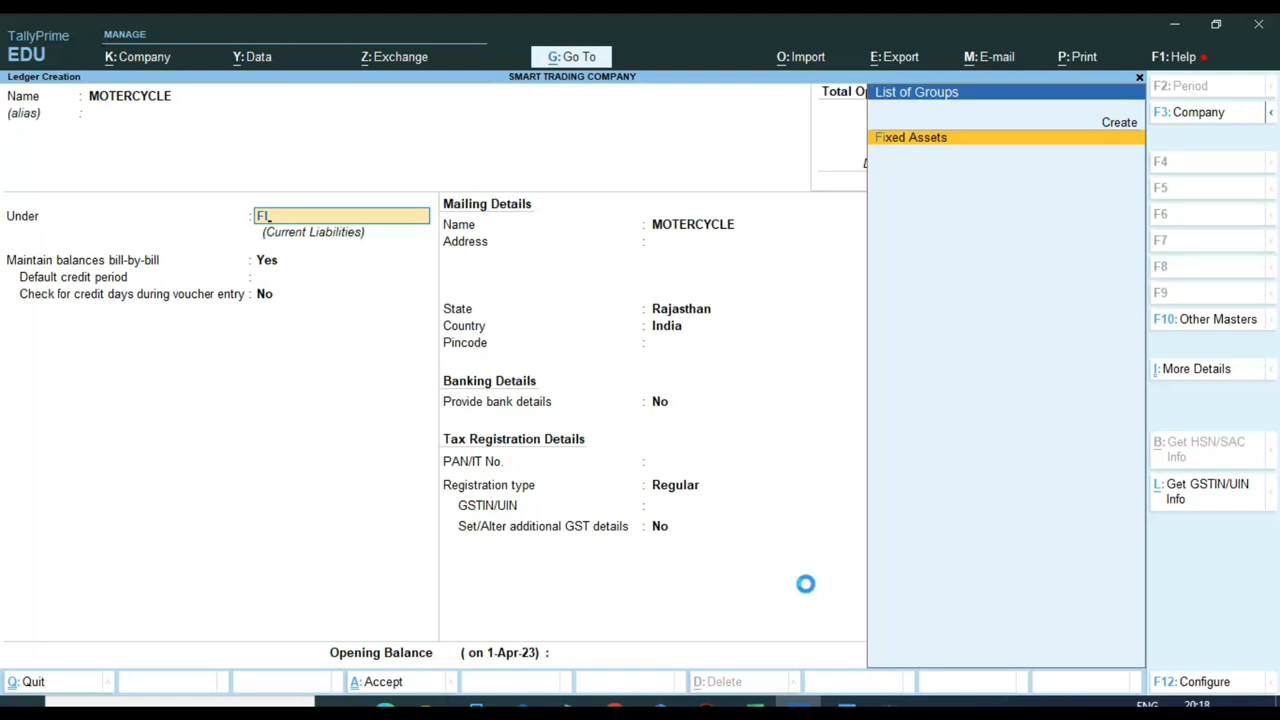 TallyPrime
EDU
MANAGE
K: Company
Y: Data
Z: Exchange
G: Go To
O: Import
E: Export
M: E-mail
P: Print
F1: Help
Ledger Creation
SMART TRADING COMPANY
Name : MOTERCYCLE
(alias) :
Total Op
List of Groups
Create
Fixed Assets
Under : FI
(Current Liabilities)
Maintain balances bill-by-bill : Yes
Default credit period :
Check for credit days during voucher entry : No
Mailing Details
Name : MOTERCYCLE
Address :
State : Rajasthan
Country : India
Pincode :
Banking Details
Provide bank details : No
Tax Registration Details
PAN/IT No. :
Registration type : Regular
GSTIN/UIN :
Set/Alter additional GST details : No
Opening Balance ( on 1-Apr-23) :
F2: Period
F3: Company
F4
F5
F6
F7
F8
F9
F10: Other Masters
I: More Details
B: Get HSN/SAC
Info
L: Get GSTIN/UIN
Info
Q: Quit
A: Accept
D: Delete
F12: Configure
ENG 20:18